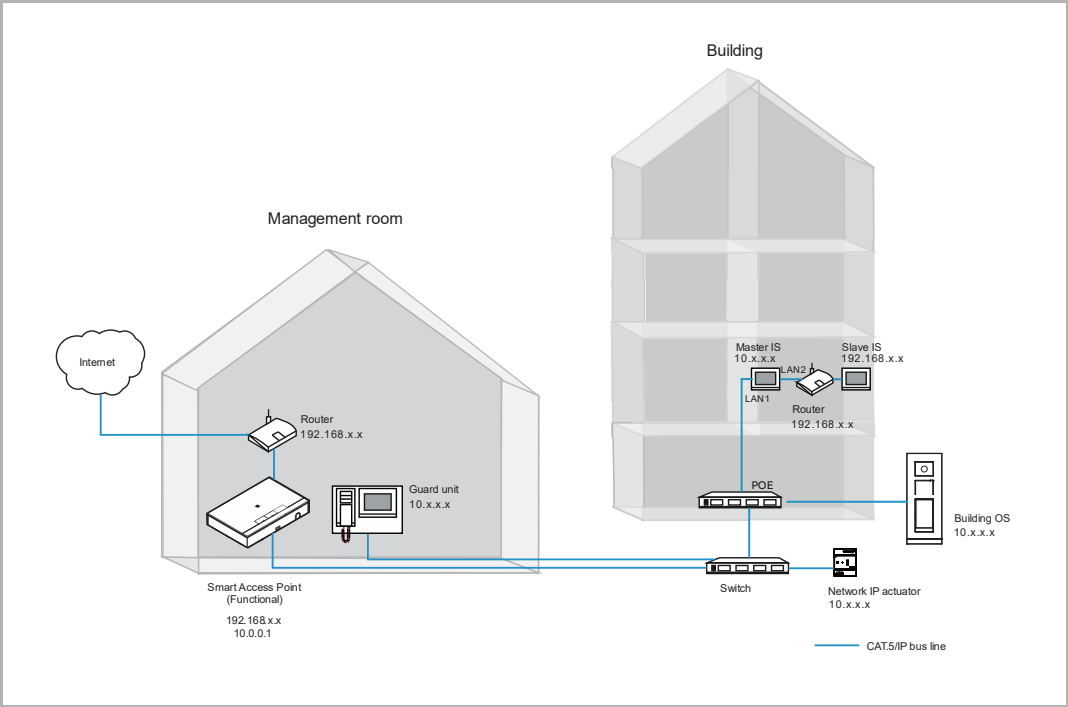 Building
Management room
Internet
Router
192.168.x.x
Guard unit
10.x.x.x
Smart Access Point
(Functional)
192.168.x.x
10.0.0.1
Master IS
10.x.x.x
LAN2
LAN1
Slave IS
192.168.x.x
Router
192.168.x.x
POE
Building OS
10.x.x.x
Switch
Network IP actuator
10.x.x.x
CAT.5/IP bus line